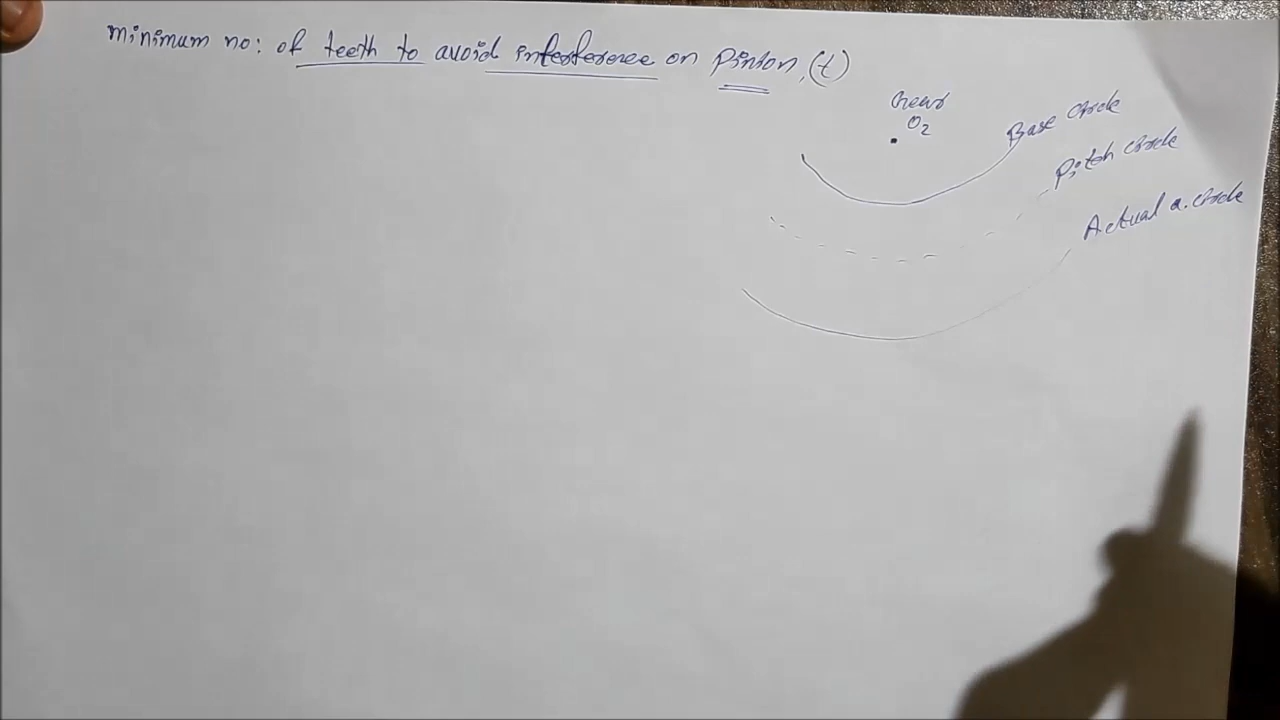 minimum no: of teeth to avoid interference on Pinion, (t)
Gear
O2
Base circle
Pitch circle
Actual a. circle